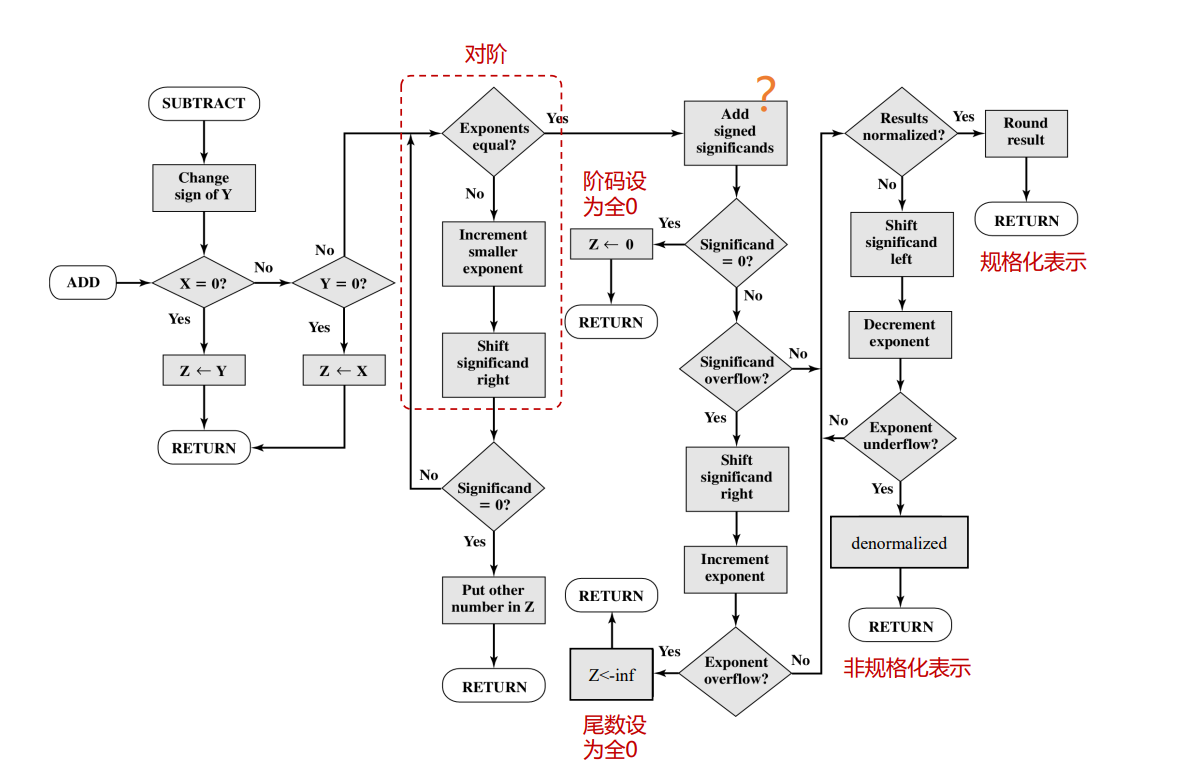 对阶
SUBTRACT
Change
sign of Y
ADD
X = 0?
No
Yes
Z ← Y
RETURN
Y = 0?
No
Yes
Z ← X
Exponents
equal?
Yes
No
Increment
smaller
exponent
Shift
significand
right
Significand
= 0?
No
Yes
Put other
number in Z
RETURN
?
Add
signed
significands
阶码设
为全0
Significand
= 0?
Yes
Z ← 0
RETURN
No
Significand
overflow?
No
Yes
Shift
significand
right
Increment
exponent
Exponent
overflow?
Yes
Z<-inf
RETURN
尾数设
为全0
No
Results
normalized?
Yes
Round
result
RETURN
规格化表示
No
Shift
significand
left
Decrement
exponent
Exponent
underflow?
No
Yes
denormalized
RETURN
非规格化表示